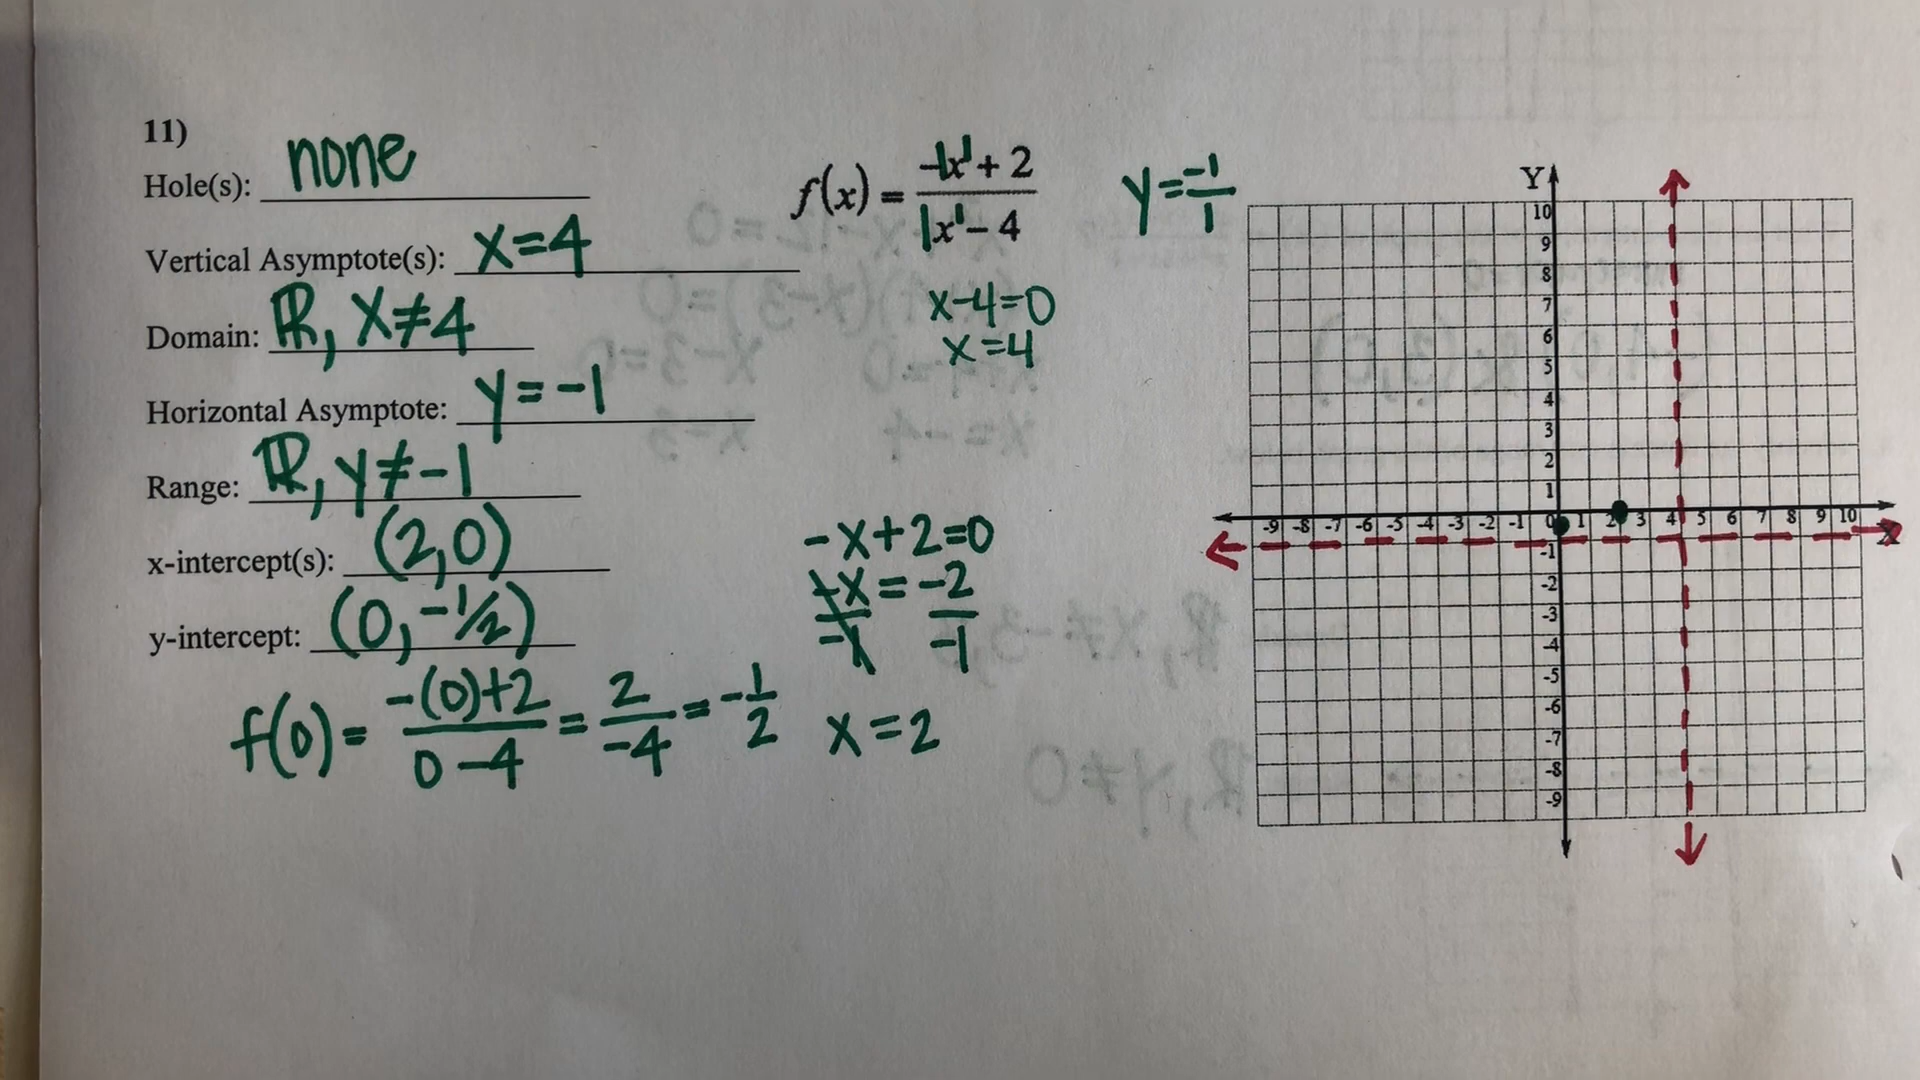 11)
Hole(s): none
Vertical Asymptote(s): x=4
Domain: ℝ, x≠4
Horizontal Asymptote: y=-1
Range: ℝ, y≠-1
x-intercept(s): (2,0)
y-intercept: (0,-1/2)
f(0) = -(0)+2 / 0-4 = 2/-4 = -1/2
f(x) = -1x¹ + 2 / 1x¹ - 4
y = -1/1
x-4=0
x=4
-x+2=0
-x = -2
-1 -1
x=2
Y
10
9
8
7
6
5
4
3
2
1
-9 -8 -7 -6 -5 -4 -3 -2 -1 0 1 2 3 4 5 6 7 8 9 10
X
-1
-2
-3
-4
-5
-6
-7
-8
-9